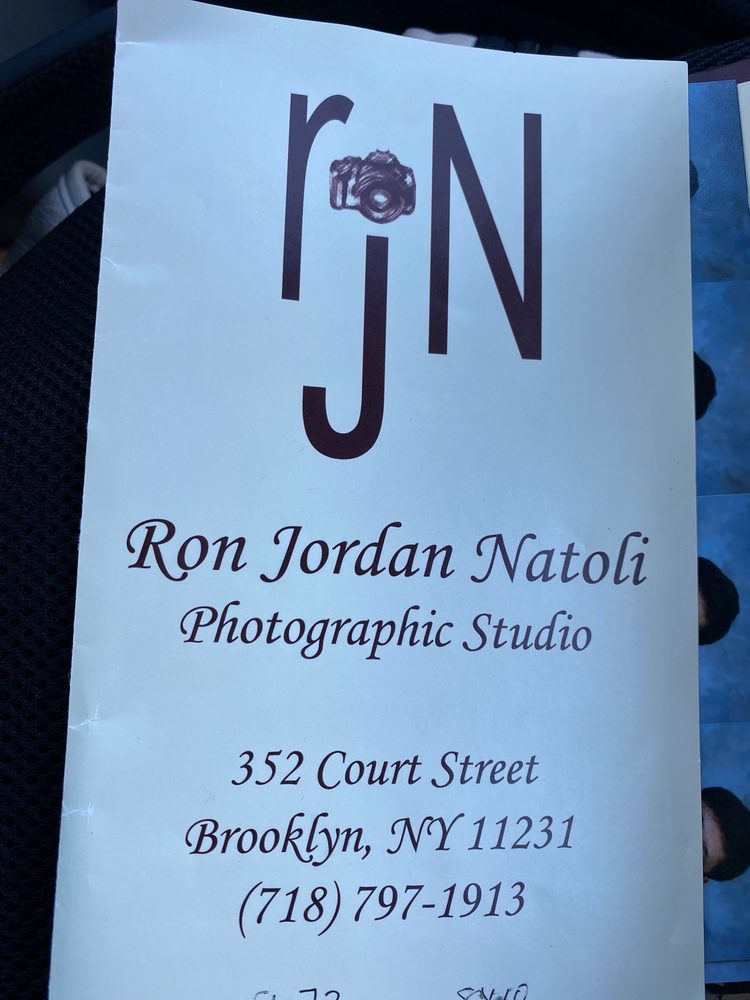 rJN
Ron Jordan Natoli
Photographic Studio
352 Court Street
Brooklyn, NY 11231
(718) 797-1913